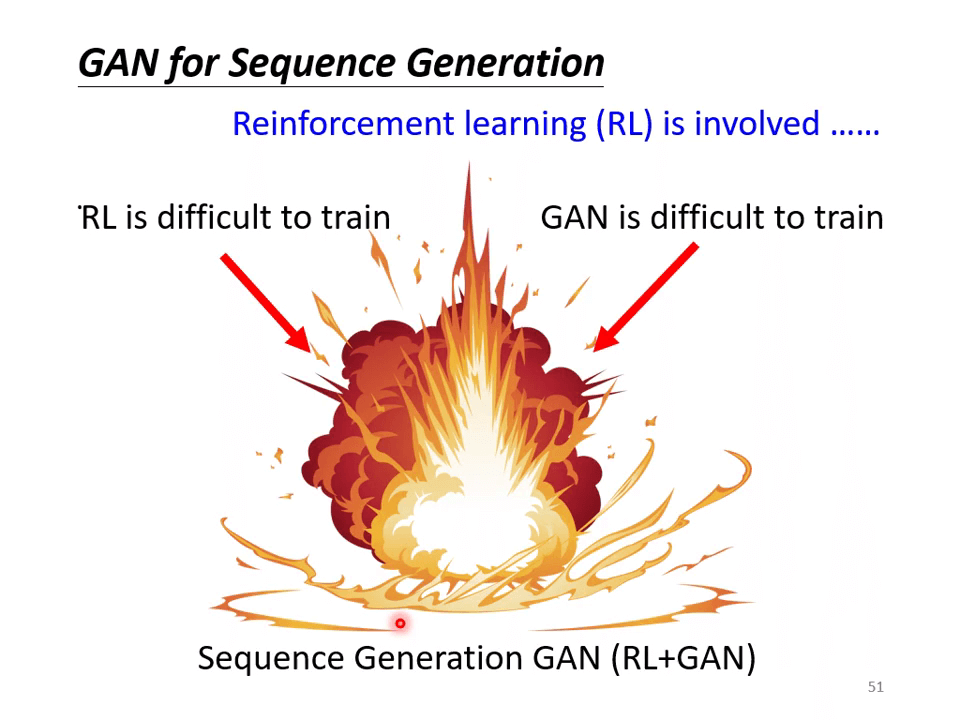 GAN for Sequence Generation
Reinforcement learning (RL) is involved ……
RL is difficult to train
GAN is difficult to train
Sequence Generation GAN (RL+GAN)
51